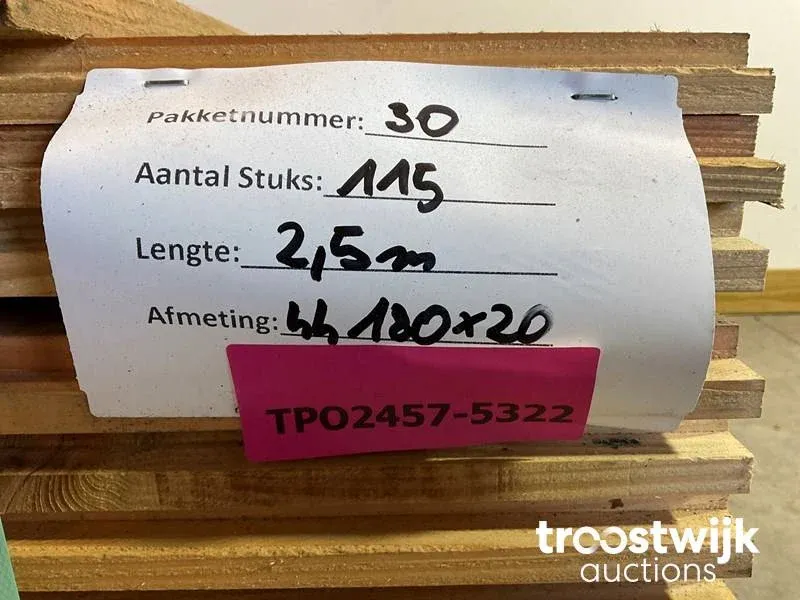 Pakketnummer: 30
Aantal Stuks: 115
Lengte: 2,5m
Afmeting: 180x20
TPO2457-5322
troostwijk
auctions